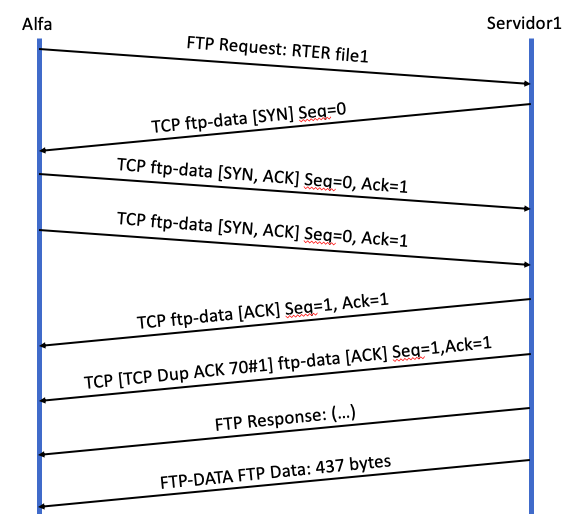 Alfa
Servidor1
FTP Request: RTER file1
TCP ftp-data [SYN] Seq=0
TCP ftp-data [SYN, ACK] Seq=0, Ack=1
TCP ftp-data [SYN, ACK] Seq=0, Ack=1
TCP ftp-data [ACK] Seq=1, Ack=1
TCP [TCP Dup ACK 70#1] ftp-data [ACK] Seq=1,Ack=1
FTP Response: (...)
FTP-DATA FTP Data: 437 bytes